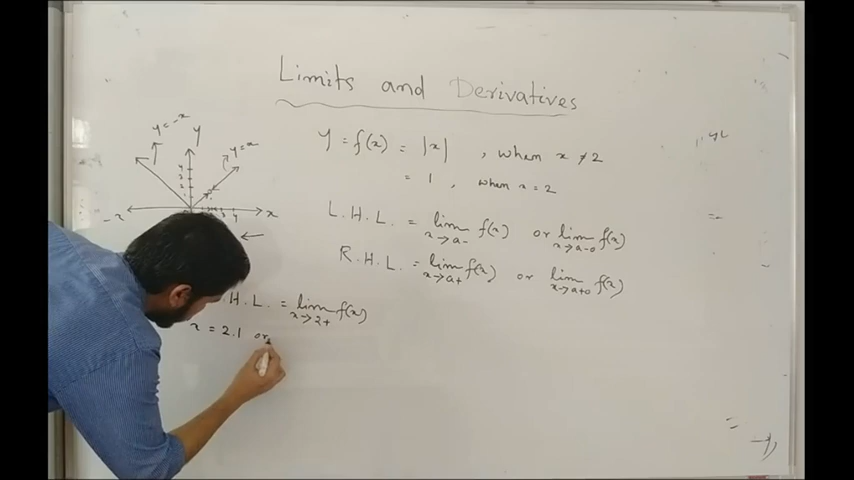 Limits and Derivatives
y = f(x) = |x| , when x ≠ 2
= 1 , when x = 2
L.H.L. = lim x→a- f(x) or lim x→a-0 f(x)
R.H.L. = lim x→a+ f(x) or lim x→a+0 f(x)
y = -x
y
y = x
-x
x
.H.L. = lim x→2+ f(x)
x = 2.1 or